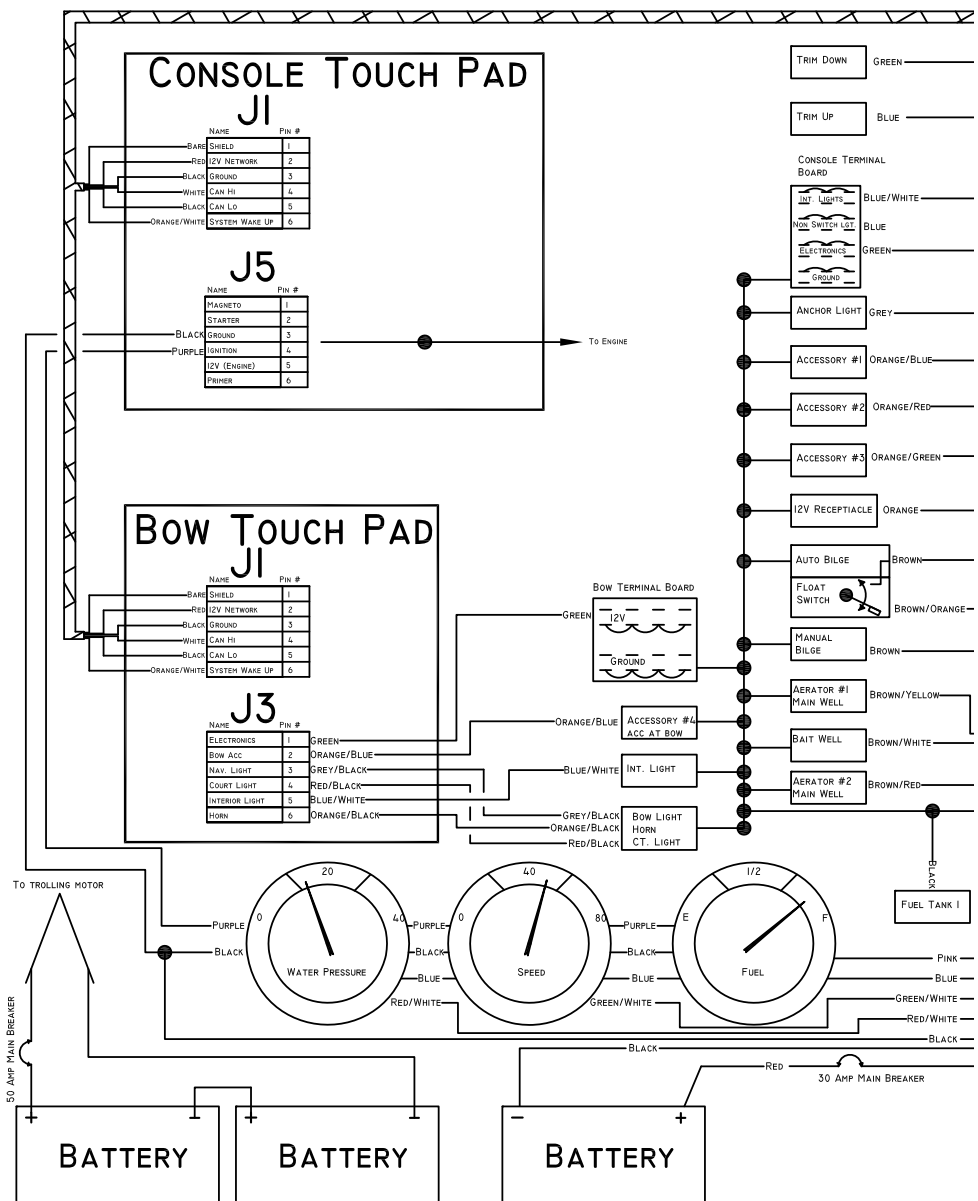 CONSOLE TOUCH PAD
J1
NAME PIN #
BARE SHIELD 1
RED 12V NETWORK 2
BLACK GROUND 3
WHITE CAN HI 4
BLACK CAN LO 5
ORANGE/WHITE SYSTEM WAKE UP 6
J5
NAME PIN #
MAGNETO 1
STARTER 2
BLACK GROUND 3
PURPLE IGNITION 4
12V (ENGINE) 5
PRIMER 6
TO ENGINE
BOW TOUCH PAD
J1
NAME PIN #
BARE SHIELD 1
RED 12V NETWORK 2
BLACK GROUND 3
WHITE CAN HI 4
BLACK CAN LO 5
ORANGE/WHITE SYSTEM WAKE UP 6
J3
NAME PIN #
ELECTRONICS 1 GREEN
BOW ACC 2 ORANGE/BLUE
NAV. LIGHT 3 GREY/BLACK
COURT LIGHT 4 RED/BLACK
INTERIOR LIGHT 5 BLUE/WHITE
HORN 6 ORANGE/BLACK
TRIM DOWN GREEN
TRIM UP BLUE
CONSOLE TERMINAL
BOARD
INT. LIGHTS BLUE/WHITE
NON SWITCH LGT. BLUE
ELECTRONICS GREEN
GROUND
ANCHOR LIGHT GREY
ACCESSORY #1 ORANGE/BLUE
ACCESSORY #2 ORANGE/RED
ACCESSORY #3 ORANGE/GREEN
12V RECEPTIACLE ORANGE
AUTO BILGE BROWN
FLOAT
SWITCH
BROWN/ORANGE
MANUAL
BILGE
BROWN
AERATOR #1
MAIN WELL
BROWN/YELLOW
BAIT WELL BROWN/WHITE
AERATOR #2
MAIN WELL
BROWN/RED
BOW TERMINAL BOARD
GREEN 12V
GROUND
ORANGE/BLUE ACCESSORY #4
ACC AT BOW
BLUE/WHITE INT. LIGHT
GREY/BLACK BOW LIGHT
ORANGE/BLACK HORN
RED/BLACK CT. LIGHT
BLACK
FUEL TANK 1
TO TROLLING MOTOR
PURPLE
BLACK
0 20 40
WATER PRESSURE
PURPLE
BLACK
BLUE
RED/WHITE
0 40 80
SPEED
PURPLE
BLACK
BLUE
GREEN/WHITE
E 1/2 F
FUEL
PINK
BLUE
GREEN/WHITE
RED/WHITE
BLACK
BLACK
RED
30 AMP MAIN BREAKER
50 AMP MAIN BREAKER
+ -
BATTERY
+ -
BATTERY
- +
BATTERY